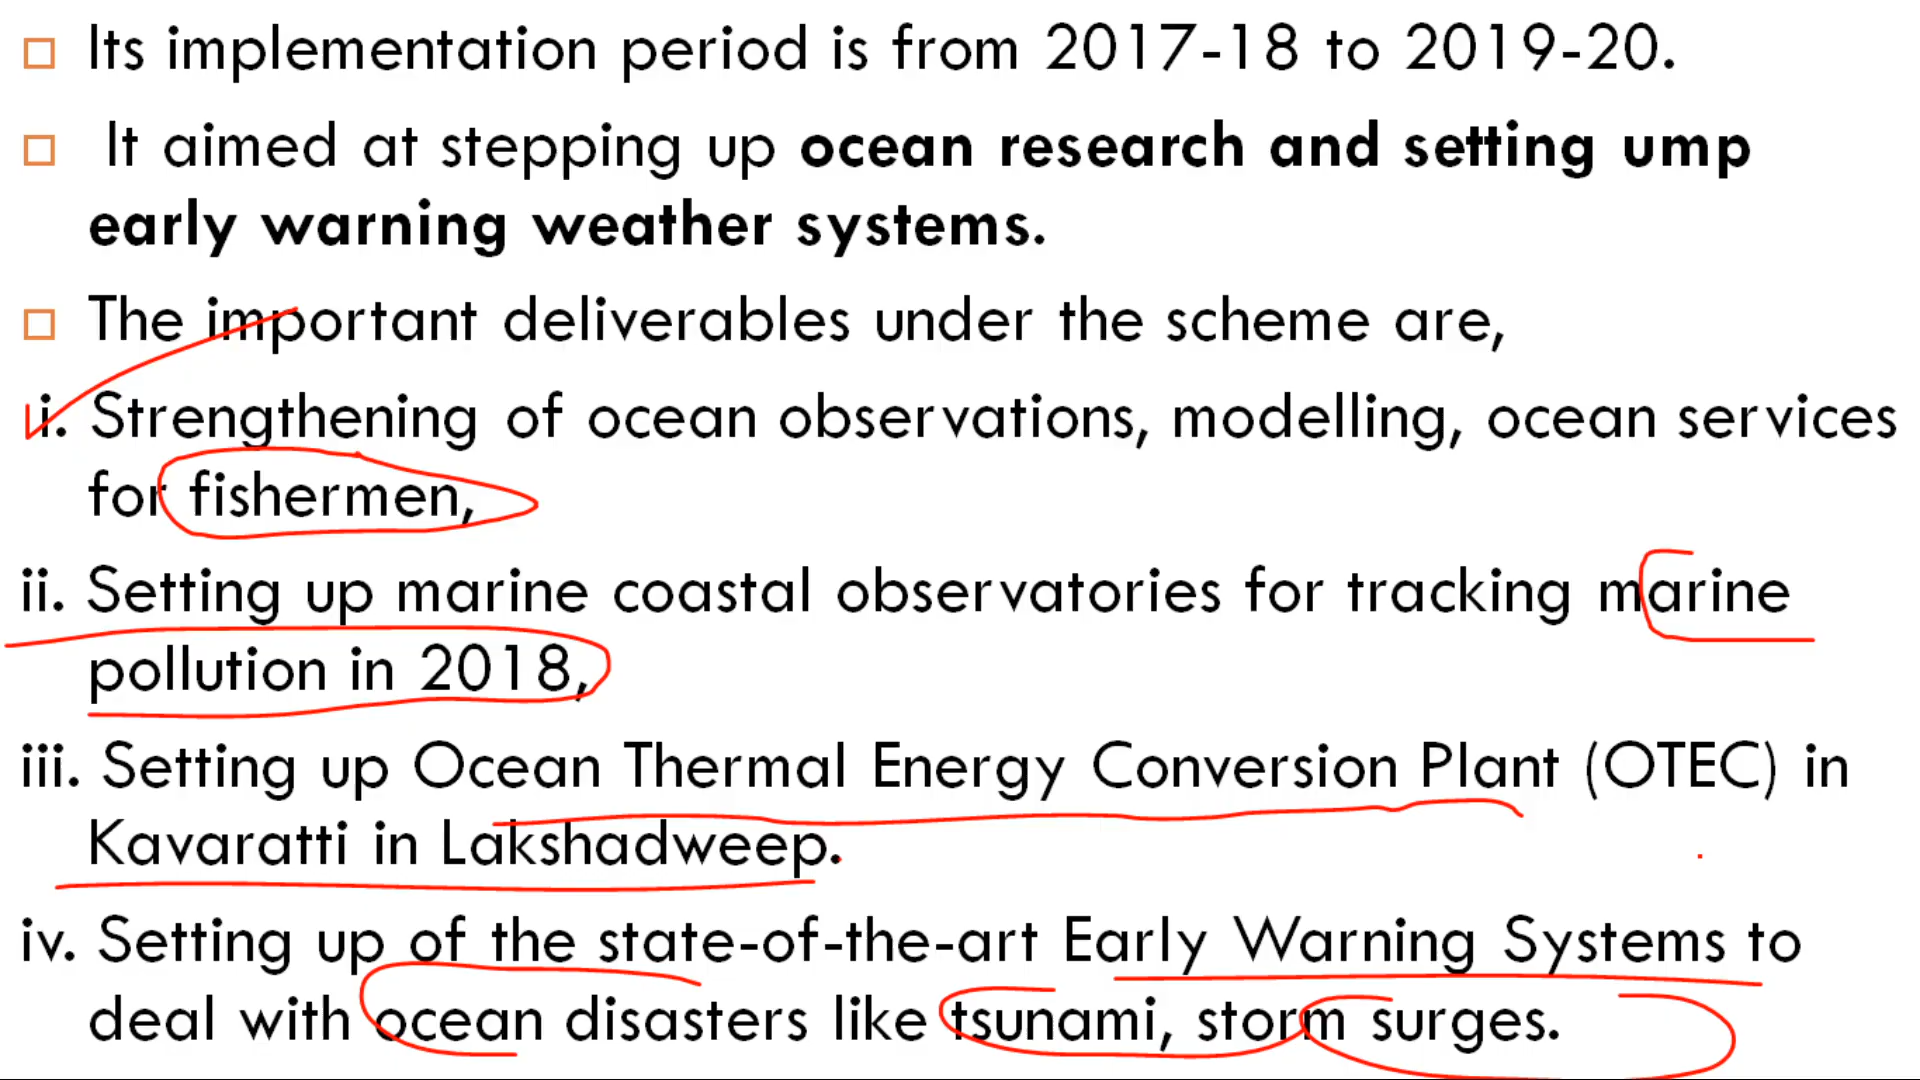 Its implementation period is from 2017-18 to 2019-20.
It aimed at stepping up ocean research and setting ump
early warning weather systems.
The important deliverables under the scheme are,
i. Strengthening of ocean observations, modelling, ocean services
for fishermen,
ii. Setting up marine coastal observatories for tracking marine
pollution in 2018,
iii. Setting up Ocean Thermal Energy Conversion Plant (OTEC) in
Kavaratti in Lakshadweep.
iv. Setting up of the state-of-the-art Early Warning Systems to
deal with ocean disasters like tsunami, storm surges.